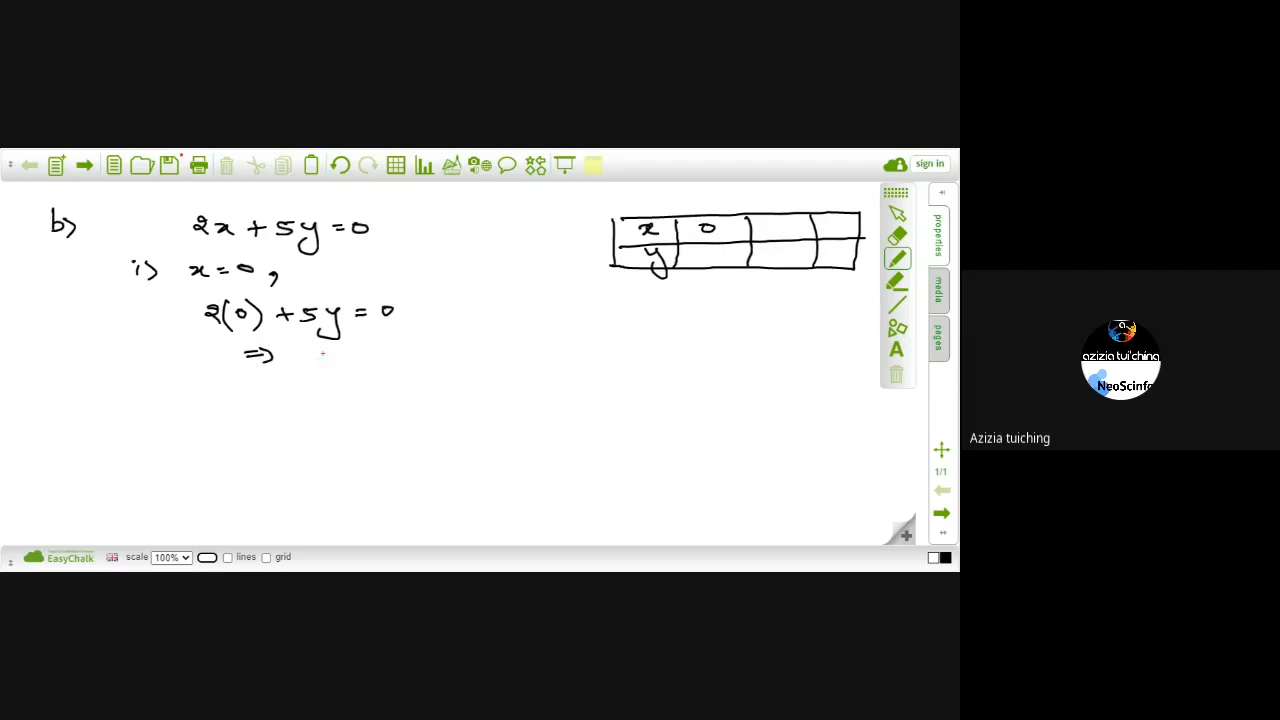 sign in
b) 2x + 5y = 0
x 0
y
i) x = 0,
2(0) + 5y = 0
⇒
properties
media
pages
1/1
EasyChalk scale 100% lines grid
A
azizia tui'ching
NeoScinfo
Azizia tuiching